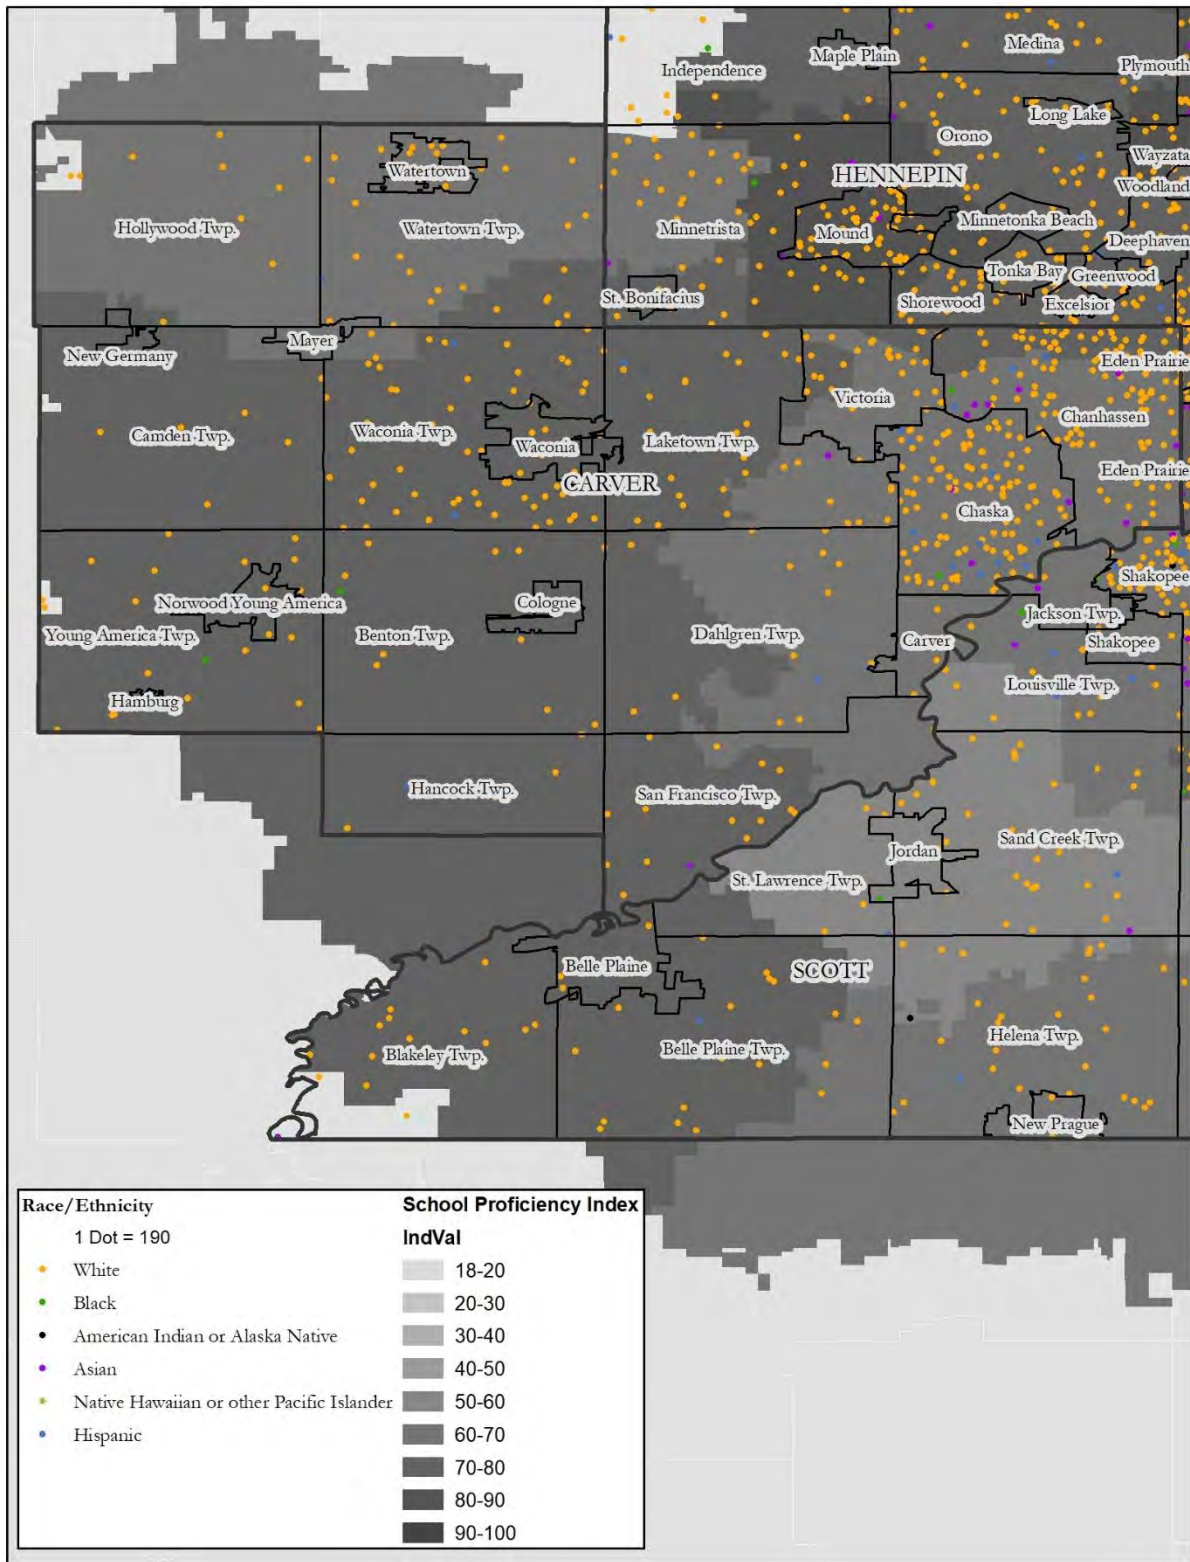 Maple Plain
Medina
Independence
Plymouth
Long Lake
Orono
Wayzata
Watertown
HENNEPIN
Woodland
Hollywood Twp.
Watertown Twp.
Minnetrista
Mound
Minnetonka Beach
Deephaven
Tonka Bay
Greenwood
St. Bonifacius
Shorewood
Excelsior
Mayer
New Germany
Eden Prairie
Victoria
Chanhassen
Camden Twp.
Waconia Twp.
Waconia
Laketown Twp.
Eden Prairie
CARVER
Chaska
Shakopee
Norwood Young America
Cologne
Jackson Twp.
Young America Twp.
Benton Twp.
Dahlgren Twp.
Carver
Shakopee
Louisville Twp.
Hamburg
Hancock Twp.
San Francisco Twp.
Jordan
Sand Creek Twp.
St. Lawrence Twp.
Belle Plaine
SCOTT
Blakeley Twp.
Belle Plaine Twp.
Helena Twp.
New Prague
Race/Ethnicity
1 Dot = 190
White
Black
American Indian or Alaska Native
Asian
Native Hawaiian or other Pacific Islander
Hispanic
School Proficiency Index
IndVal
18-20
20-30
30-40
40-50
50-60
60-70
70-80
80-90
90-100